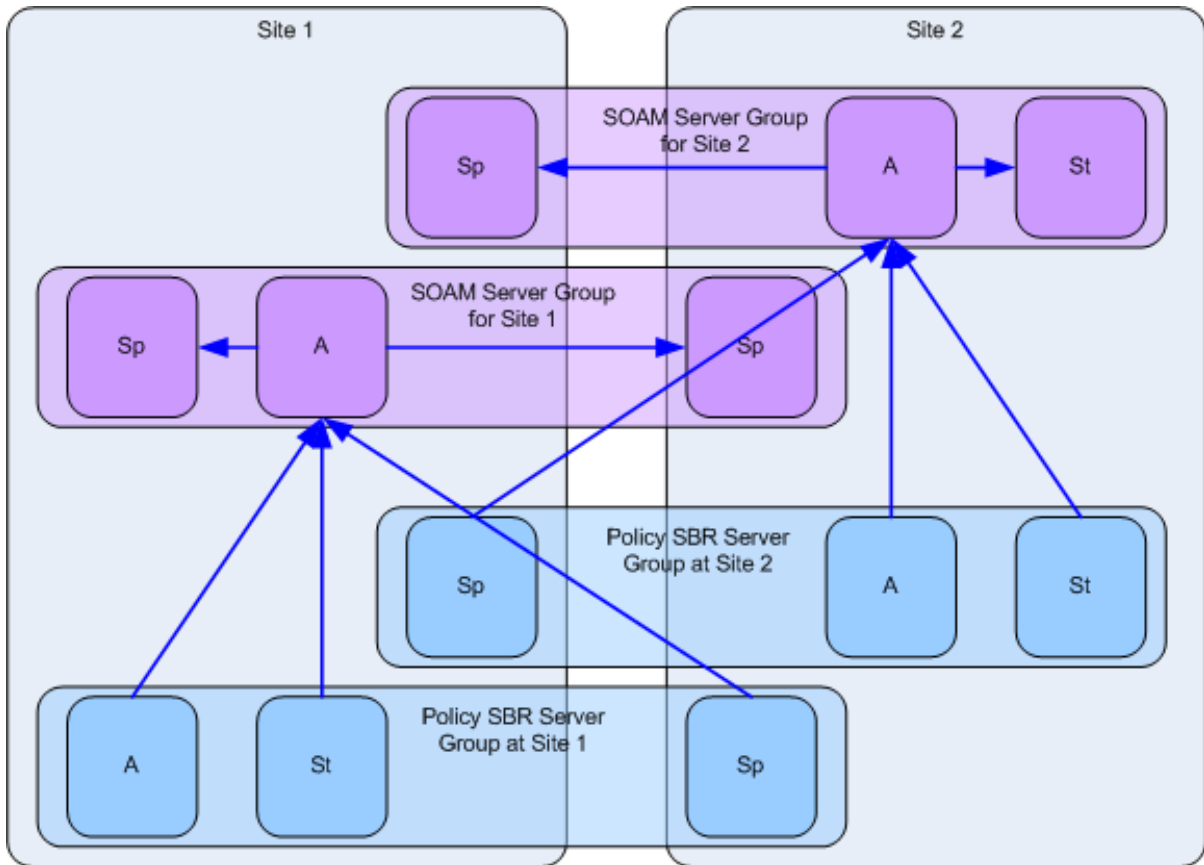 Site 1
Site 2
SOAM Server Group
for Site 2
Sp
A
St
SOAM Server Group
for Site 1
Sp
A
Sp
Policy SBR Server
Group at Site 2
Sp
A
St
Policy SBR Server
Group at Site 1
A
St
Sp